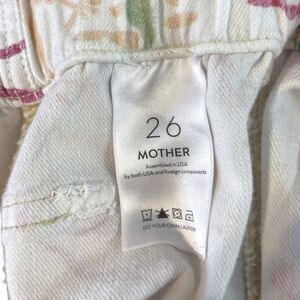 26
MOTHER
Assembled in USA
by both USA and foreign components
DO YOUR OWN LAUNDRY